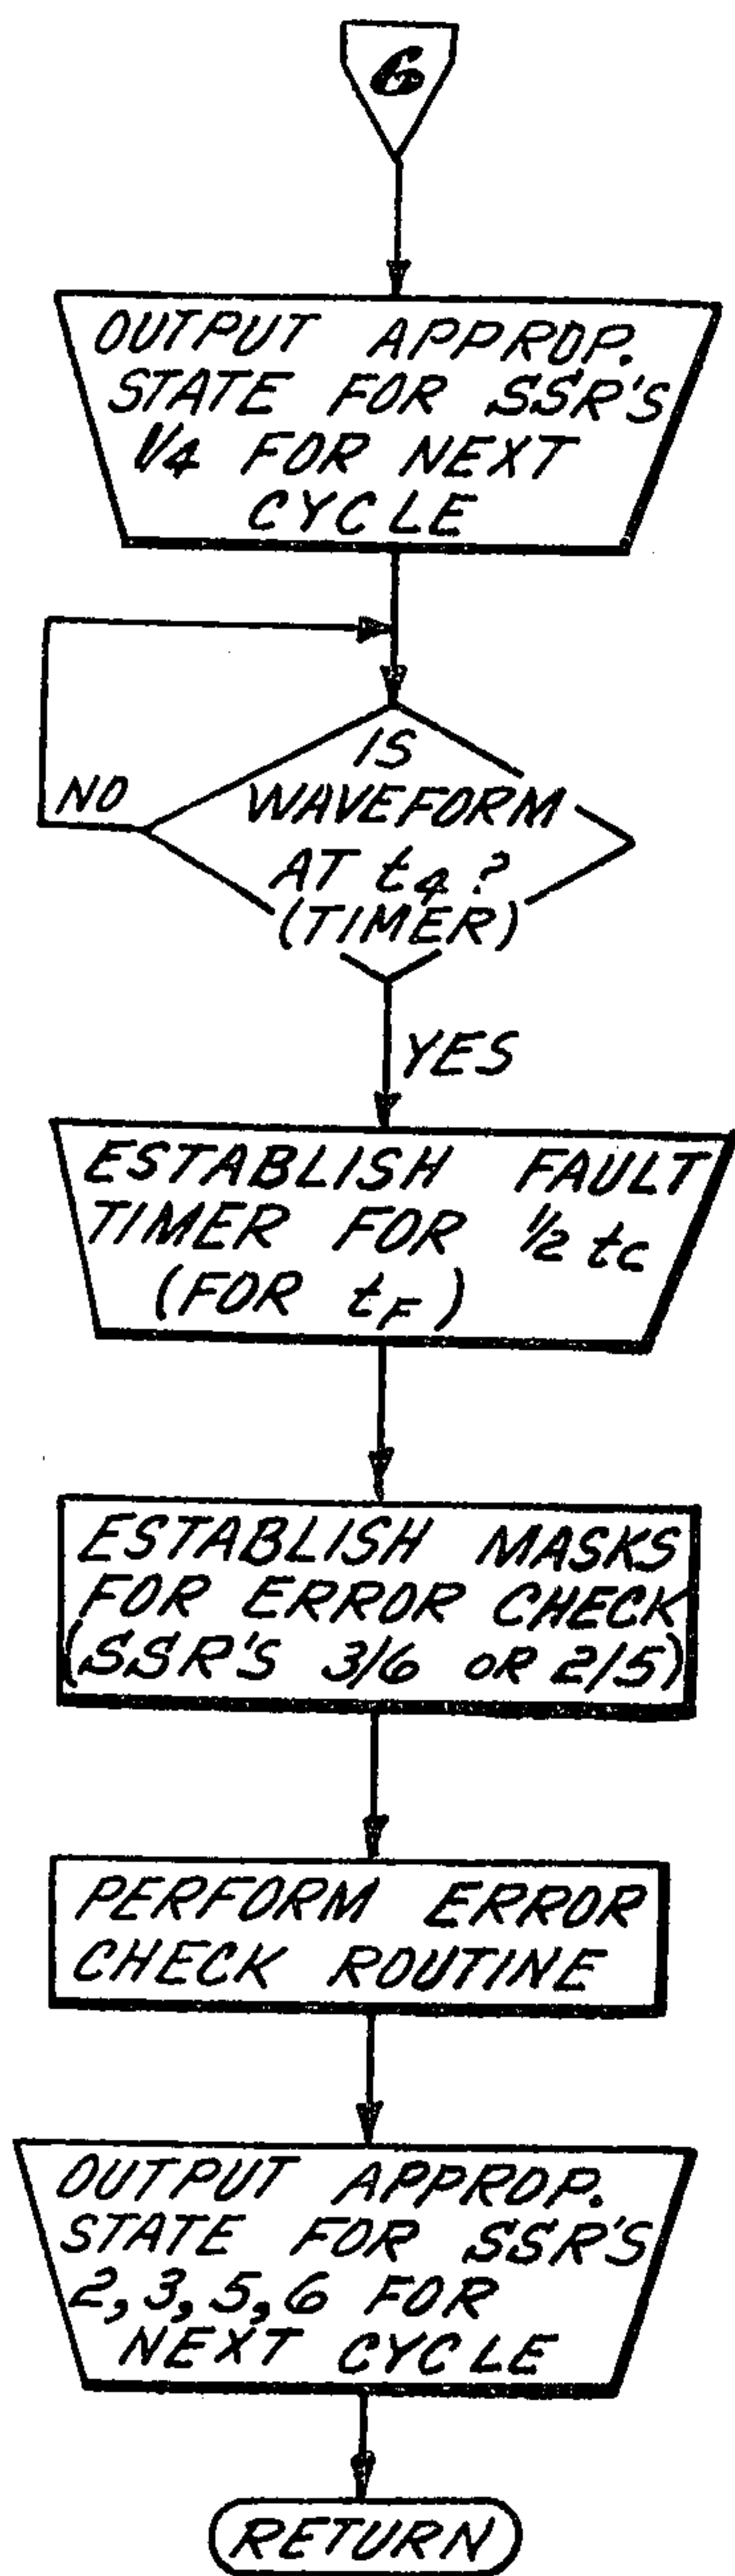 G
OUTPUT APPROP.
STATE FOR SSR'S
1/4 FOR NEXT
CYCLE
IS
WAVEFORM
AT t4?
(TIMER)
NO
YES
ESTABLISH FAULT
TIMER FOR 1/2 tc
(FOR tF)
ESTABLISH MASKS
FOR ERROR CHECK
(SSR'S 3/6 OR 2/5)
PERFORM ERROR
CHECK ROUTINE
OUTPUT APPROP.
STATE FOR SSR'S
2,3,5,6 FOR
NEXT CYCLE
RETURN